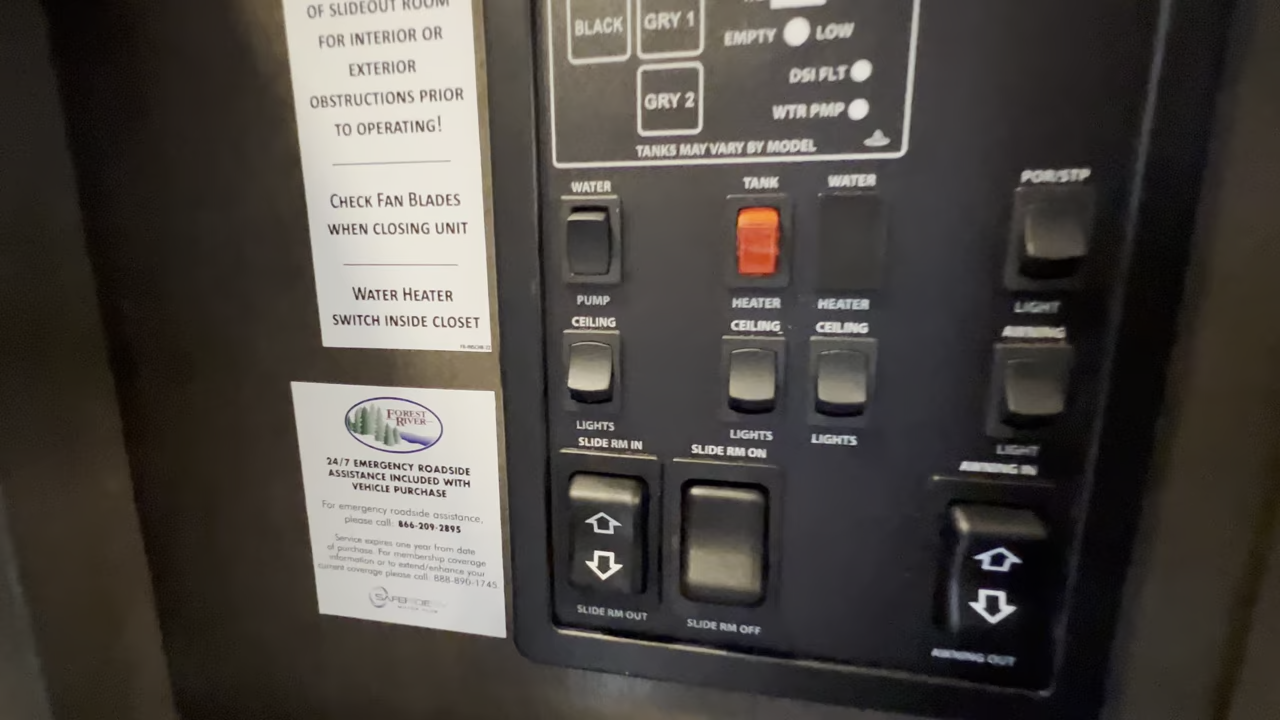 OF SLIDEOUT ROOM
FOR INTERIOR OR
EXTERIOR
OBSTRUCTIONS PRIOR
TO OPERATING!
CHECK FAN BLADES
WHEN CLOSING UNIT
WATER HEATER
SWITCH INSIDE CLOSET
FOREST
RIVER
24/7 EMERGENCY ROADSIDE
ASSISTANCE INCLUDED WITH
VEHICLE PURCHASE
For emergency roadside assistance,
please call: 866-209-2895
Service expires one year from date
of purchase. For membership coverage
information or to extend/enhance your
current coverage please call: 888-890-1745
BLACK
GRY 1
EMPTY
LOW
DSI FLT
GRY 2
WTR PMP
TANKS MAY VARY BY MODEL
WATER
TANK
WATER
POR/STP
PUMP
HEATER
HEATER
LIGHT
CEILING
CEILING
CEILING
AWNING
LIGHTS
LIGHTS
LIGHTS
LIGHT
SLIDE RM IN
SLIDE RM ON
AWNING IN
SLIDE RM OUT
SLIDE RM OFF
AWNING OUT